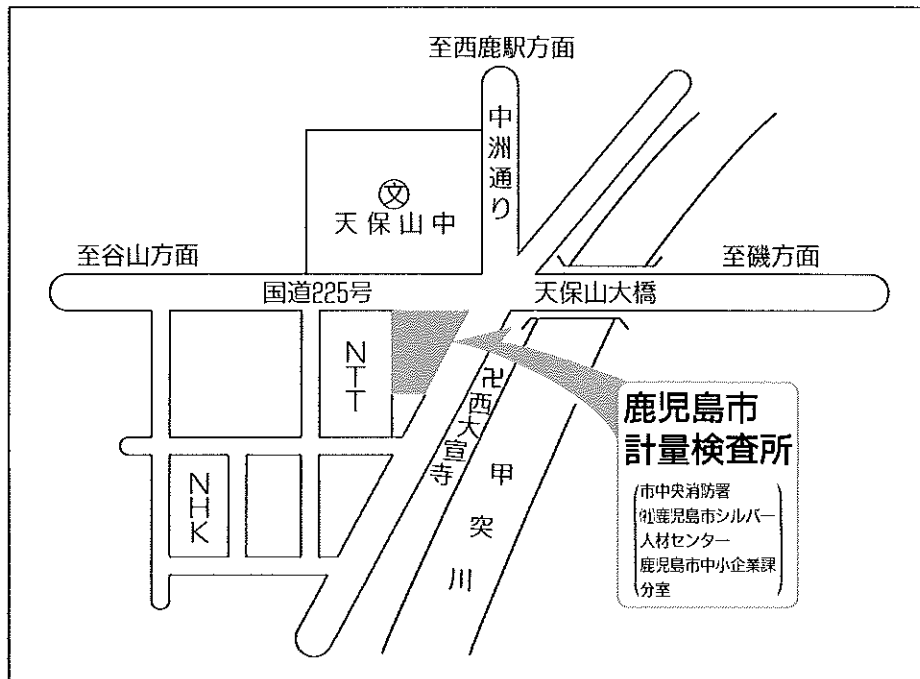 至西鹿駅方面
中洲通り
文
天保山中
至谷山方面
至磯方面
国道225号
天保山大橋
NTT
卍西大宣寺
鹿児島市
計量検査所
市中央消防署
(社)鹿児島市シルバー
人材センター
鹿児島市中小企業課
分室
NHK
甲突川